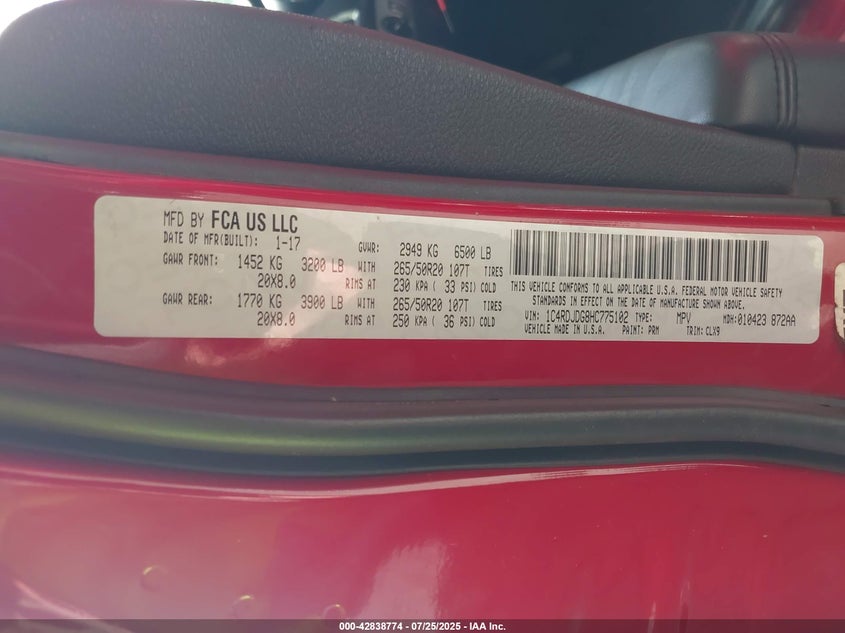 MFD BY FCA US LLC
DATE OF MFR(BUILT): 1-17 GVWR: 2949 KG 6500 LB
GAWR FRONT: 1452 KG 3200 LB WITH 265/50R20 107T TIRES
20X8.0 RIMS AT 230 KPA ( 33 PSI) COLD
GAWR REAR: 1770 KG 3900 LB WITH 265/50R20 107T TIRES
20X8.0 RIMS AT 250 KPA ( 36 PSI) COLD
THIS VEHICLE CONFORMS TO ALL APPLICABLE U.S.A. FEDERAL MOTOR VEHICLE SAFETY
STANDARDS IN EFFECT ON THE DATE OF MANUFACTURE SHOWN ABOVE.
VIN: 1C4RDJDG8HC775102 TYPE: MPV MDH:010423 872AA
VEHICLE MADE IN U.S.A. PAINT: PRM TRIM: CLX9
000-42838774 - 07/25/2025 - IAA Inc.